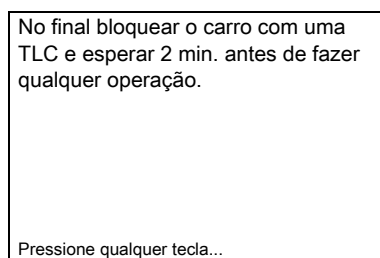 No final bloquear o carro com uma
TLC e esperar 2 min. antes de fazer
qualquer operação.
Pressione qualquer tecla...